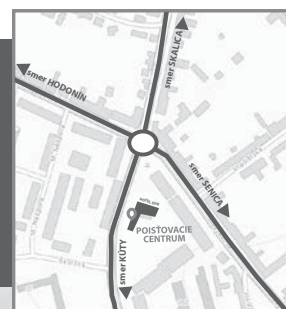 smer SKALICA
smer HODONÍN
smer SENICA
POISŤOVACIE
CENTRUM
smer KÚTY